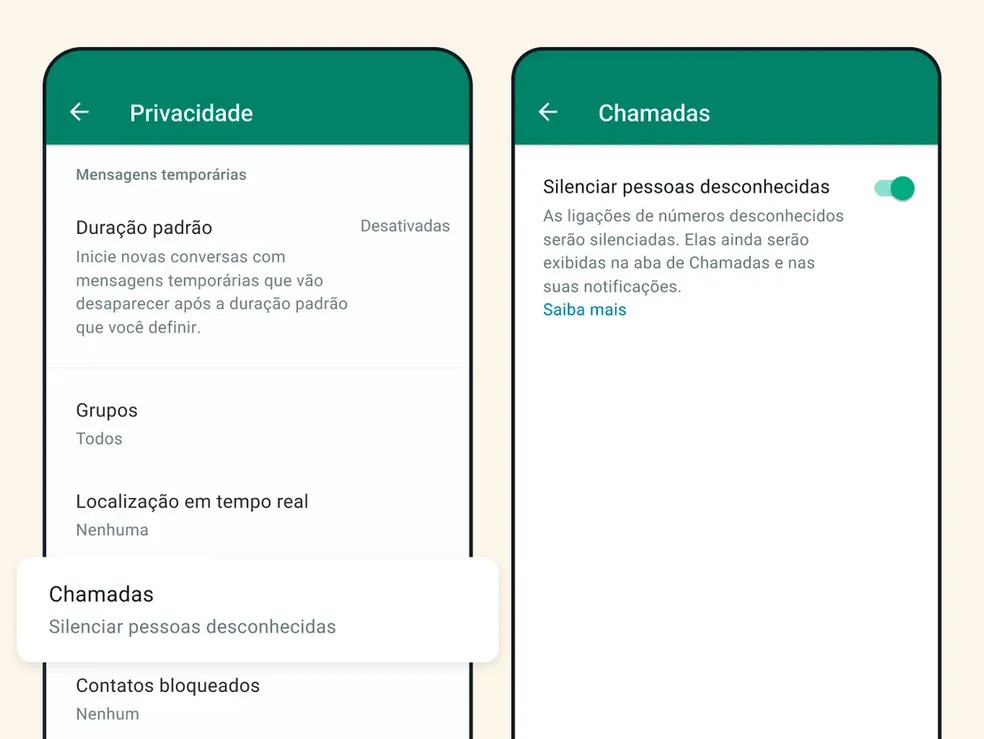 Privacidade
Mensagens temporárias
Duração padrão
Desativadas
Inicie novas conversas com
mensagens temporárias que vão
desaparecer após a duração padrão
que você definir.
Grupos
Todos
Localização em tempo real
Nenhuma
Chamadas
Silenciar pessoas desconhecidas
Contatos bloqueados
Nenhum
Chamadas
Silenciar pessoas desconhecidas
As ligações de números desconhecidos
serão silenciadas. Elas ainda serão
exibidas na aba de Chamadas e nas
suas notificações.
Saiba mais